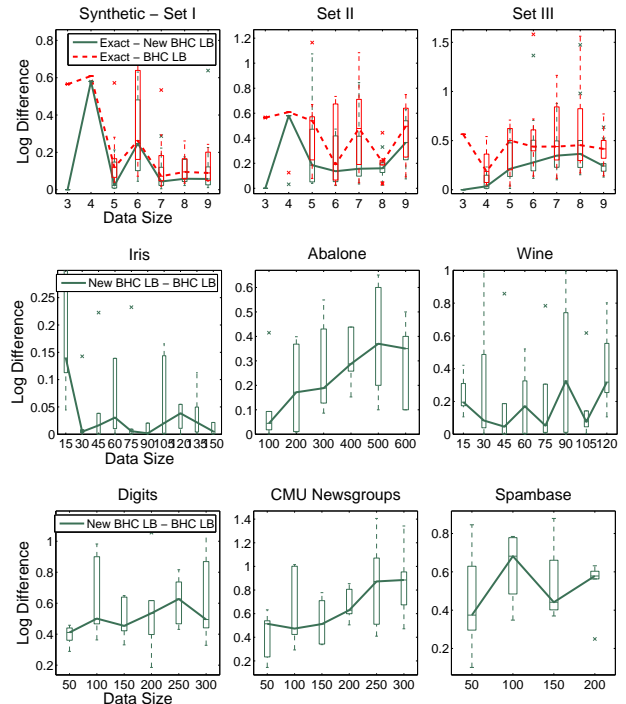 Synthetic – Set I
Set II
Set III
Exact – New BHC LB
Exact – BHC LB
Log Difference
0.8
0.6
0.4
0.2
0
3 4 5 6 7 8 9
Data Size
1.2
1
0.8
0.6
0.4
0.2
0
3 4 5 6 7 8 9
Data Size
1.5
1
0.5
0
3 4 5 6 7 8 9
Data Size
Iris
Abalone
Wine
New BHC LB – BHC LB
Log Difference
0.25
0.2
0.15
0.1
0.05
0
15 30 45 60 75 90 105 120 135 150
Data Size
0.6
0.5
0.4
0.3
0.2
0.1
0
100 200 300 400 500 600
1
0.8
0.6
0.4
0.2
0
15 30 45 60 75 90 105 120
Digits
CMU Newsgroups
Spambase
New BHC LB – BHC LB
Log Difference
1
0.8
0.6
0.4
0.2
50 100 150 200 250 300
Data Size
1.4
1.2
1
0.8
0.6
0.4
0.2
50 100 150 200 250 300
0.8
0.6
0.4
0.2
50 100 150 200